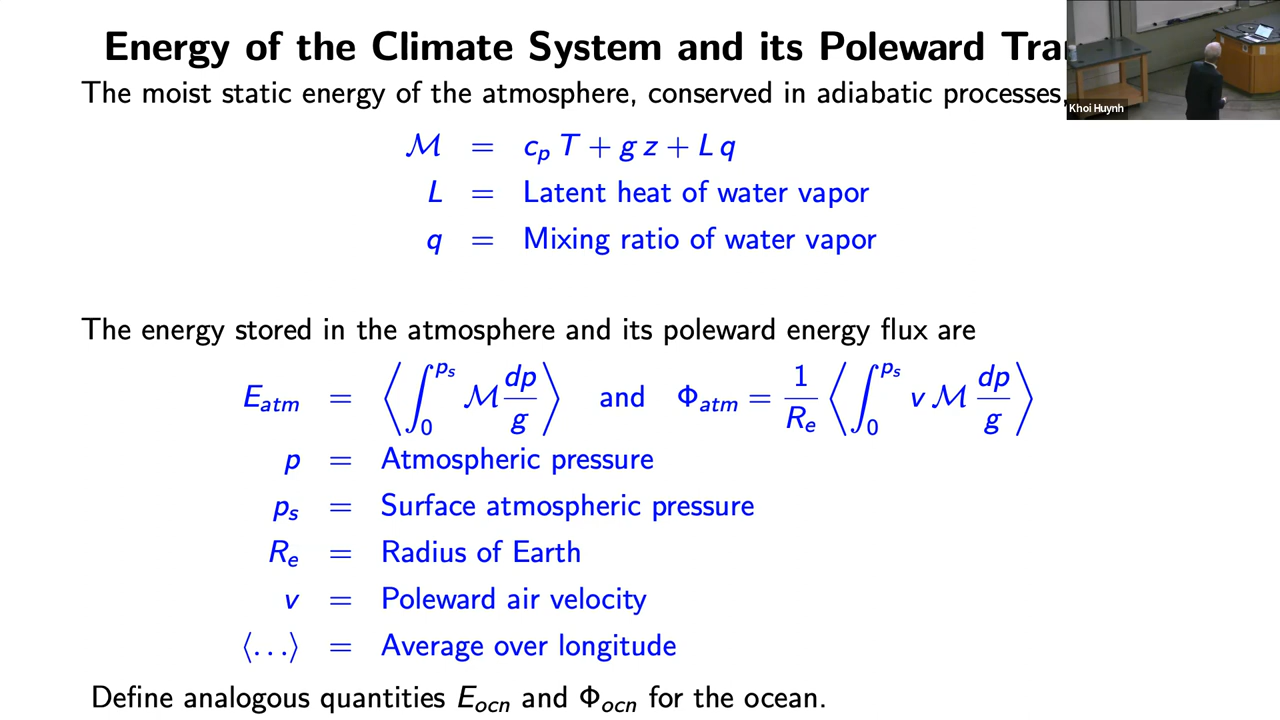 Energy of the Climate System and its Poleward Tra
The moist static energy of the atmosphere, conserved in adiabatic processes,
Khoi Huynh
ℳ = c_p T + g z + L q
L = Latent heat of water vapor
q = Mixing ratio of water vapor
The energy stored in the atmosphere and its poleward energy flux are
E_atm = ⟨∫_0^{p_s} ℳ dp/g⟩ and Φ_atm = 1/R_e ⟨∫_0^{p_s} v ℳ dp/g⟩
p = Atmospheric pressure
p_s = Surface atmospheric pressure
R_e = Radius of Earth
v = Poleward air velocity
⟨...⟩ = Average over longitude
Define analogous quantities E_ocn and Φ_ocn for the ocean.